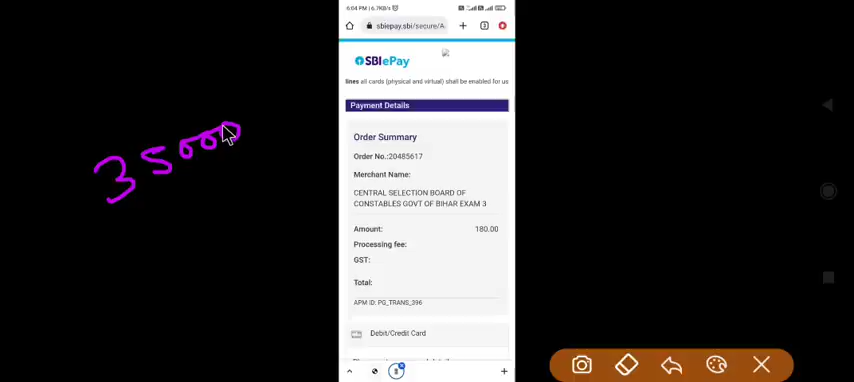 6:04 PM | 6.7KB/s
sbiepay.sbi/secure/A
3
SBIePay
lines all cards (physical and virtual) shall be enabled for us
Payment Details
Order Summary
Order No.:20485617
Merchant Name:
CENTRAL SELECTION BOARD OF
CONSTABLES GOVT OF BIHAR EXAM 3
Amount: 180.00
Processing fee:
GST:
Total:
APM ID: PG_TRANS_396
Debit/Credit Card
35000